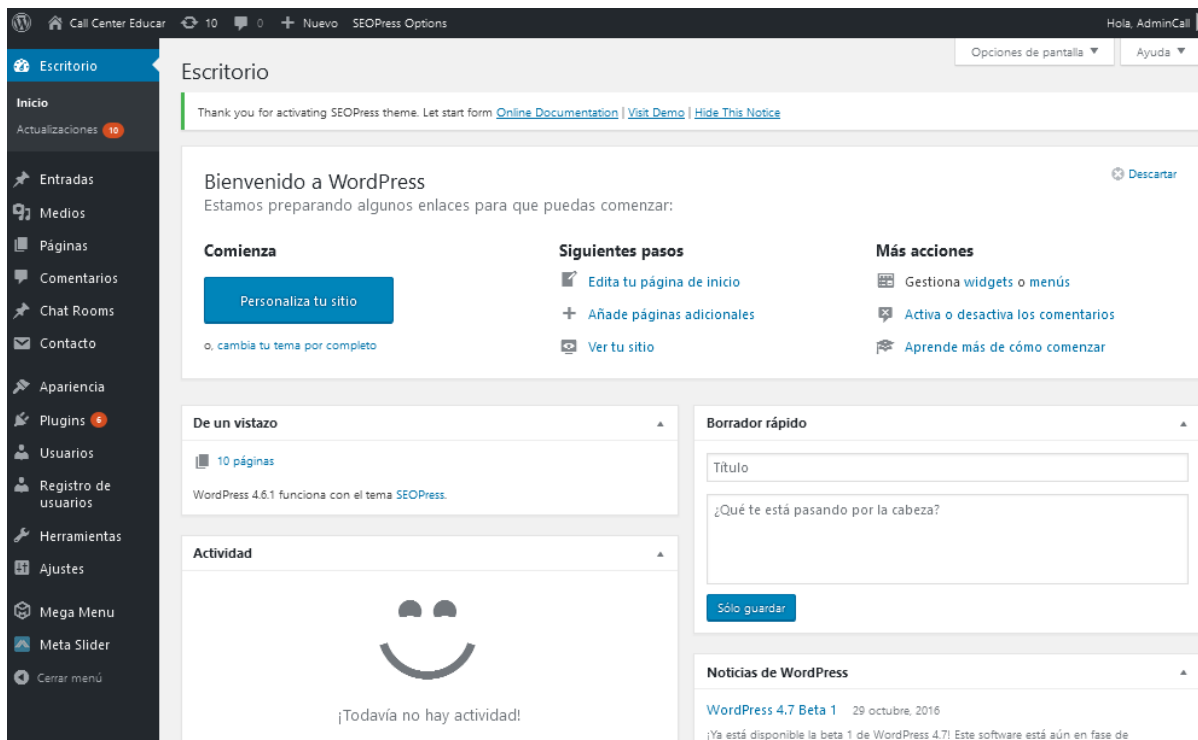 Call Center Educar 10 0 + Nuevo SEOPress Options Hola, AdminCall
Escritorio
Inicio
Actualizaciones 10
Entradas
Medios
Páginas
Comentarios
Chat Rooms
Contacto
Apariencia
Plugins 6
Usuarios
Registro de
usuarios
Herramientas
Ajustes
Mega Menu
Meta Slider
Cerrar menú
Opciones de pantalla ▼ Ayuda ▼
Escritorio
Thank you for activating SEOPress theme. Let start form Online Documentation | Visit Demo | Hide This Notice
Bienvenido a WordPress
Descartar
Estamos preparando algunos enlaces para que puedas comenzar:
Comienza
Personaliza tu sitio
o, cambia tu tema por completo
Siguientes pasos
Edita tu página de inicio
Añade páginas adicionales
Ver tu sitio
Más acciones
Gestiona widgets o menús
Activa o desactiva los comentarios
Aprende más de cómo comenzar
De un vistazo
10 páginas
WordPress 4.6.1 funciona con el tema SEOPress.
Actividad
¡Todavía no hay actividad!
Borrador rápido
Título
¿Qué te está pasando por la cabeza?
Sólo guardar
Noticias de WordPress
WordPress 4.7 Beta 1 29 octubre, 2016
¡Ya está disponible la beta 1 de WordPress 4.7! Este software está aún en fase de